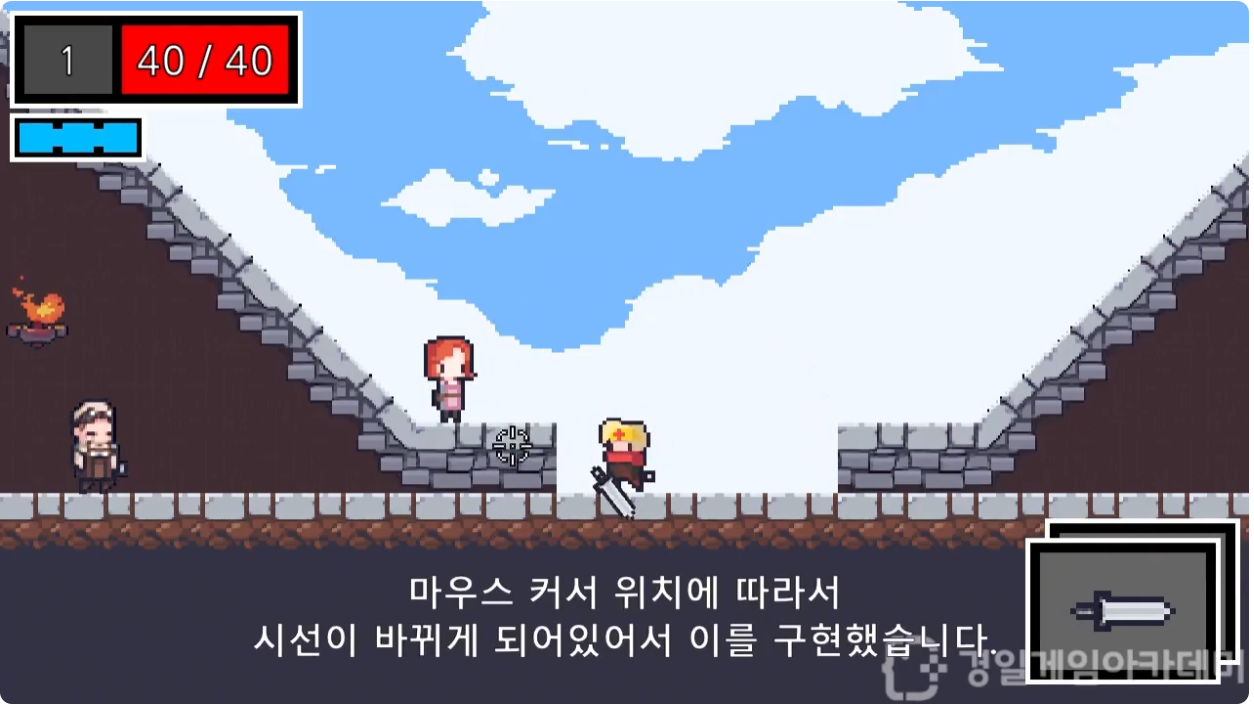 1
40 / 40
마우스 커서 위치에 따라서
시선이 바뀌게 되어있어서 이를 구현했습니다.
경일게임아카데미